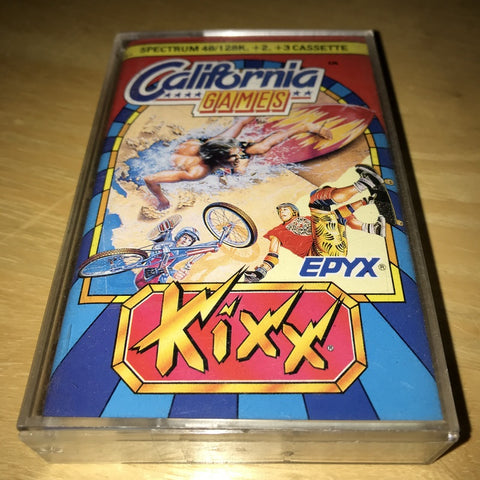 SPECTRUM 48/128K, +2, +3 CASSETTE
California
GAMES
EPYX®
Kixx